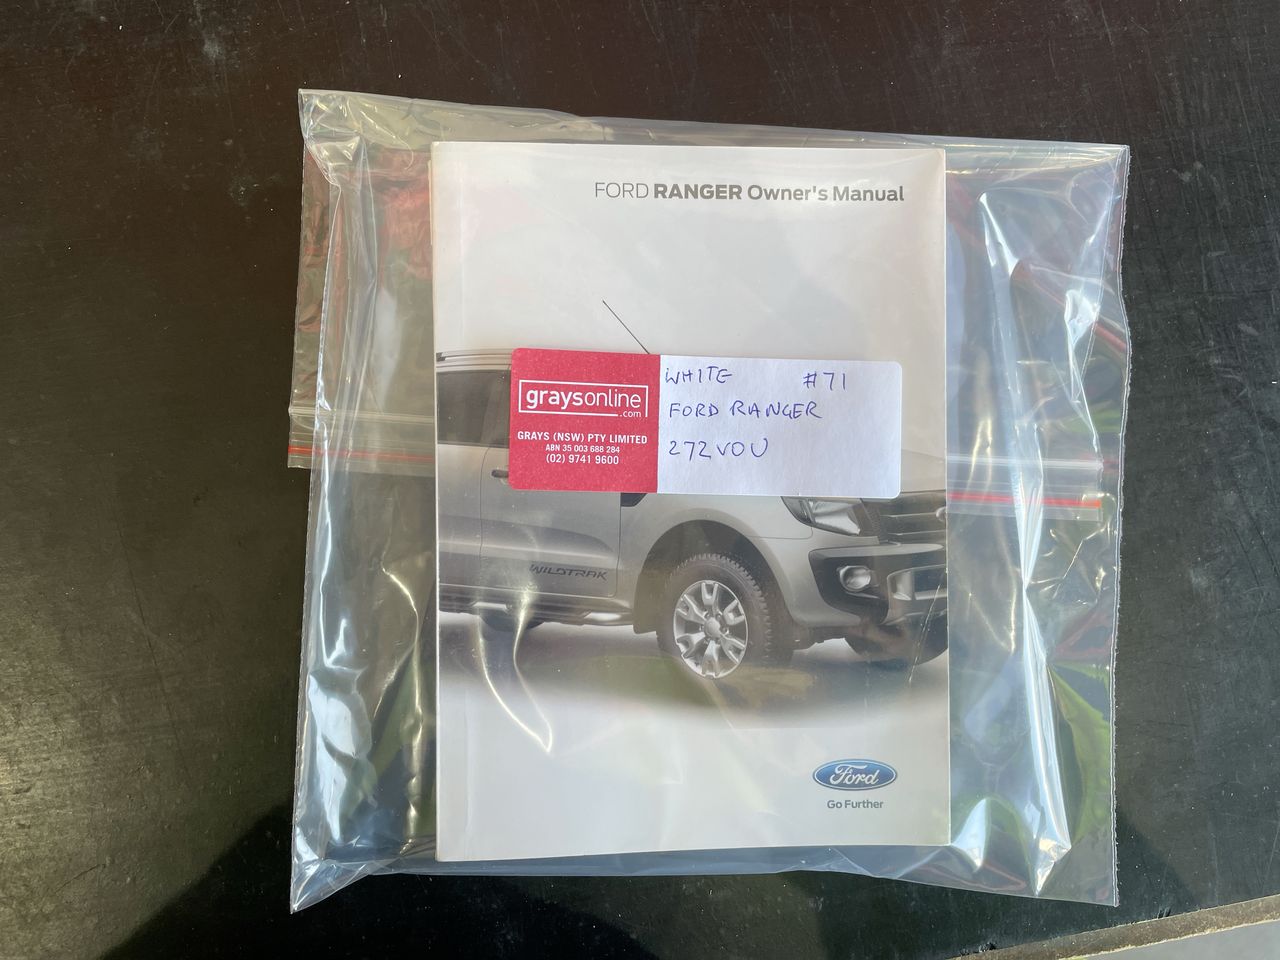 FORD RANGER Owner's Manual
graysonline
.com
GRAYS (NSW) PTY LIMITED
ABN 35 003 688 284
(02) 9741 9600
WHITE #71
FORD RANGER
272VOU
WILDTRAK
Ford
Go Further